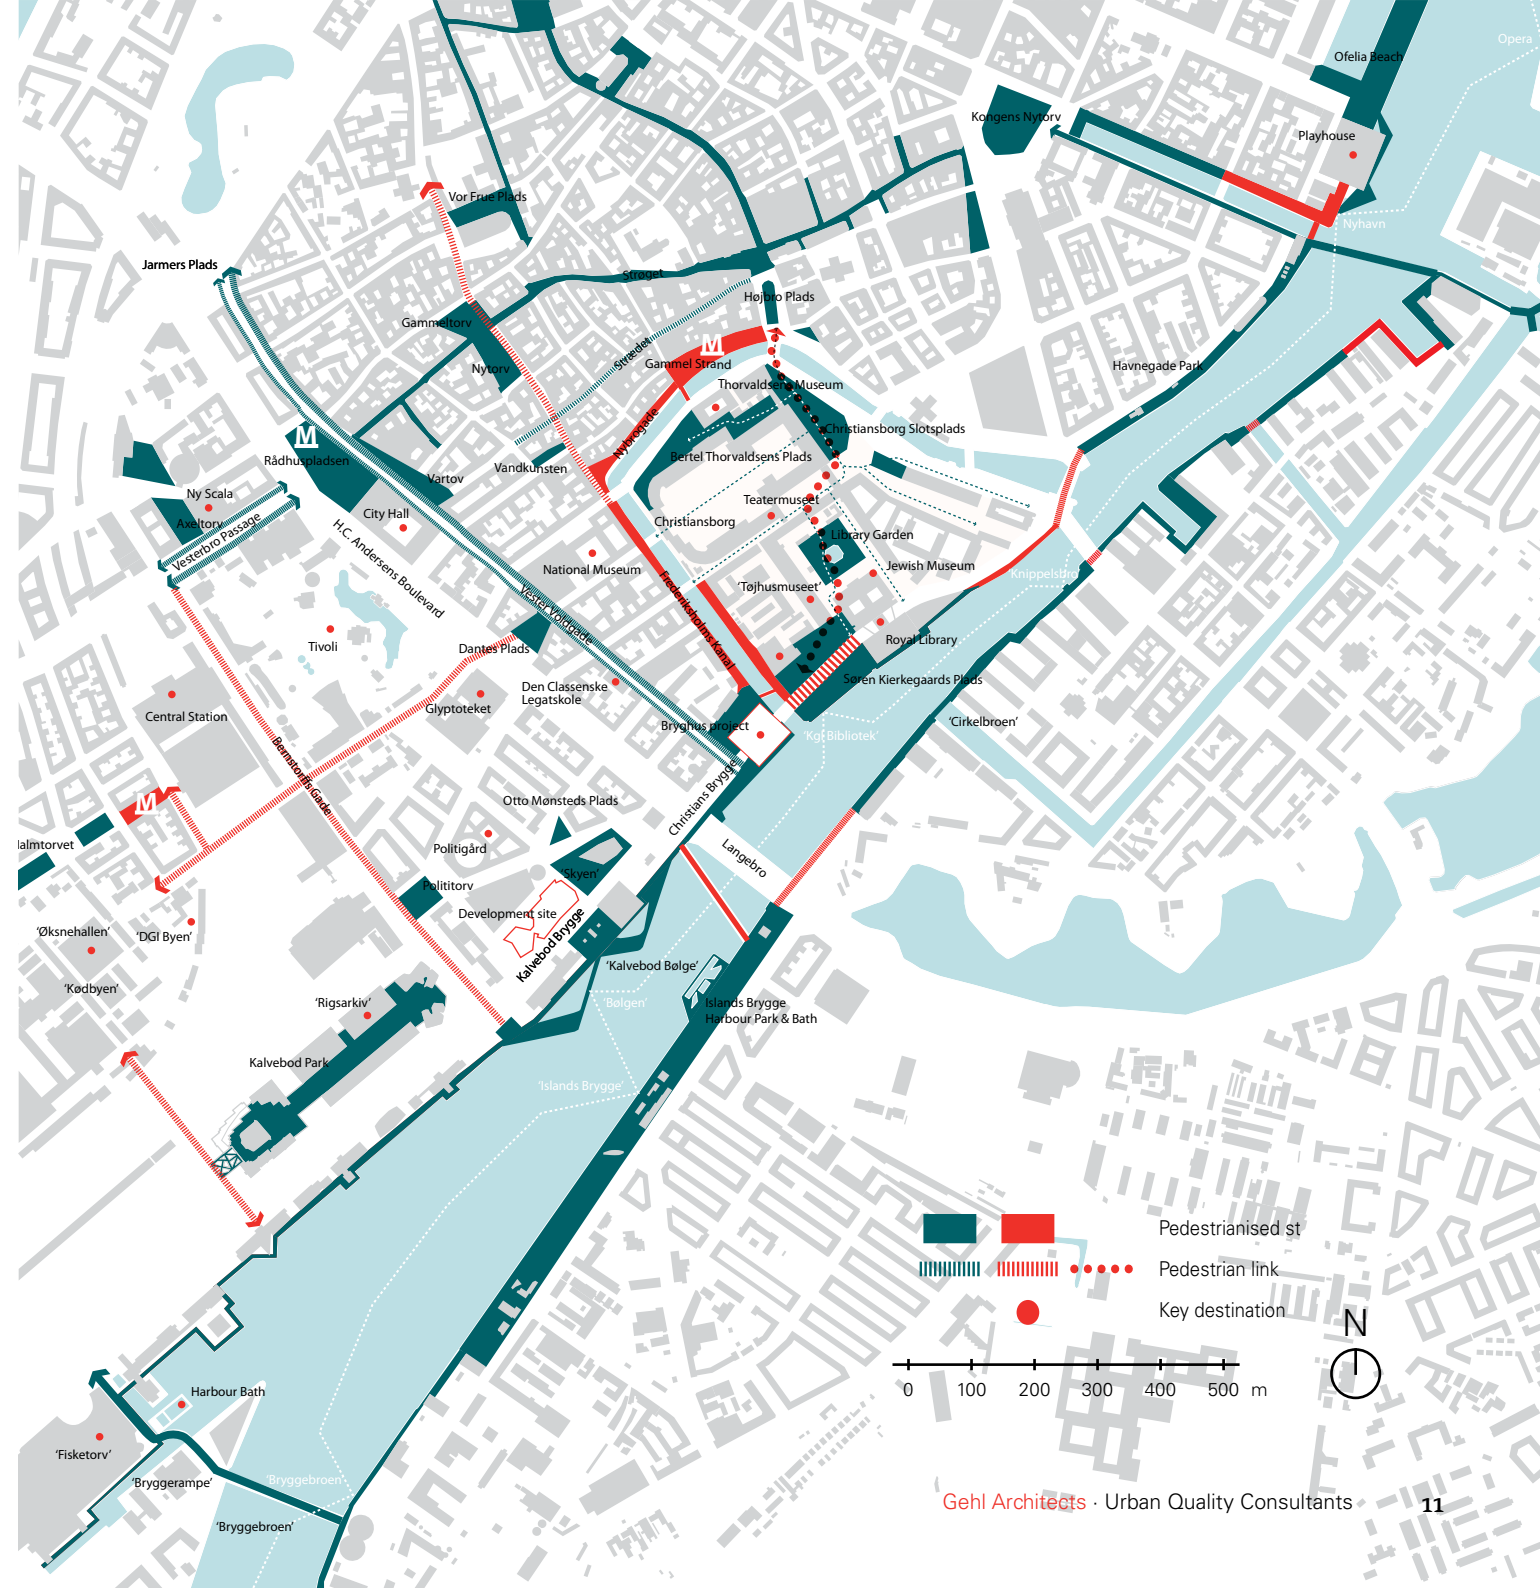 Opera
Ofelia Beach
Kongens Nytorv
Playhouse
Vor Frue Plads
Nyhavn
Jarmers Plads
Strøget
Højbro Plads
Gammeltorv
Strædet
M
Gammel Strand
Havnegade Park
Nytorv
Thorvaldsens Museum
Nybrogade
Christiansborg Slotsplads
M
Rådhuspladsen
Bertel Thorvaldsens Plads
Vandkunsten
Vartov
Ny Scala
Teatermuseet
City Hall
Axeltorv
Christiansborg
Vesterbro Passage
Library Garden
H.C. Andersens Boulevard
National Museum
Jewish Museum
Knippelsbro
'Tøjhusmuseet'
Frederiksholms Kanal
Vester Voldgade
Tivoli
Dantes Plads
Royal Library
Søren Kierkegaards Plads
Den Classenske
Legatskole
Central Station
Glyptoteket
'Cirkelbroen'
Bryghus project
'Kgl Bibliotek'
Bernstorffs Gade
Christians Brygge
M
Otto Mønsteds Plads
almtorvet
Politigård
Langebro
'Skyen'
Polititorv
Development site
'Øksnehallen'
'DGI Byen'
Kalvebod Brygge
'Kalvebod Bølge'
'Kødbyen'
'Rigsarkiv'
'Bølgen'
Islands Brygge
Harbour Park & Bath
Kalvebod Park
'Islands Brygge'
Pedestrianised st
Pedestrian link
Key destination
N
0 100 200 300 400 500 m
Harbour Bath
'Fisketorv'
'Bryggerampe'
'Bryggebroen'
'Bryggebroen'
Gehl Architects · Urban Quality Consultants 11